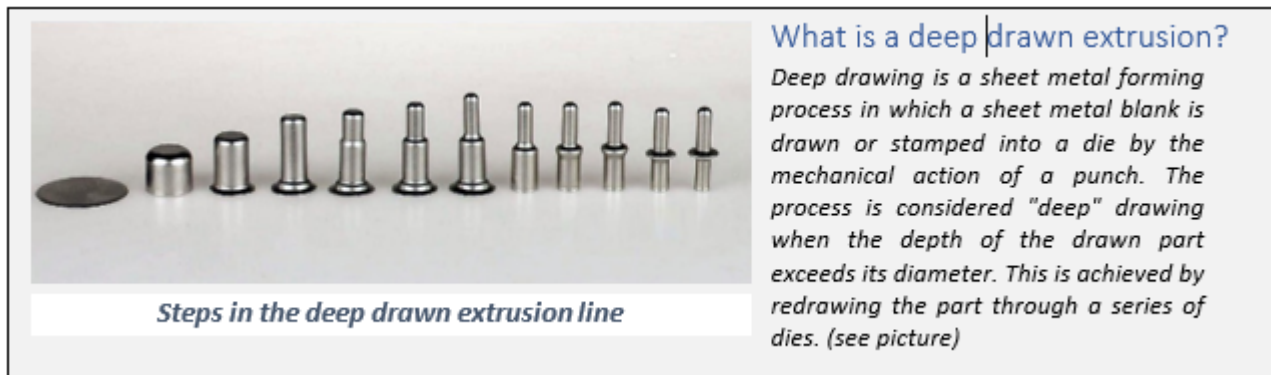 What is a deep drawn extrusion?
Deep drawing is a sheet metal forming
process in which a sheet metal blank is
drawn or stamped into a die by the
mechanical action of a punch. The
process is considered "deep" drawing
when the depth of the drawn part
exceeds its diameter. This is achieved by
redrawing the part through a series of
dies. (see picture)
Steps in the deep drawn extrusion line